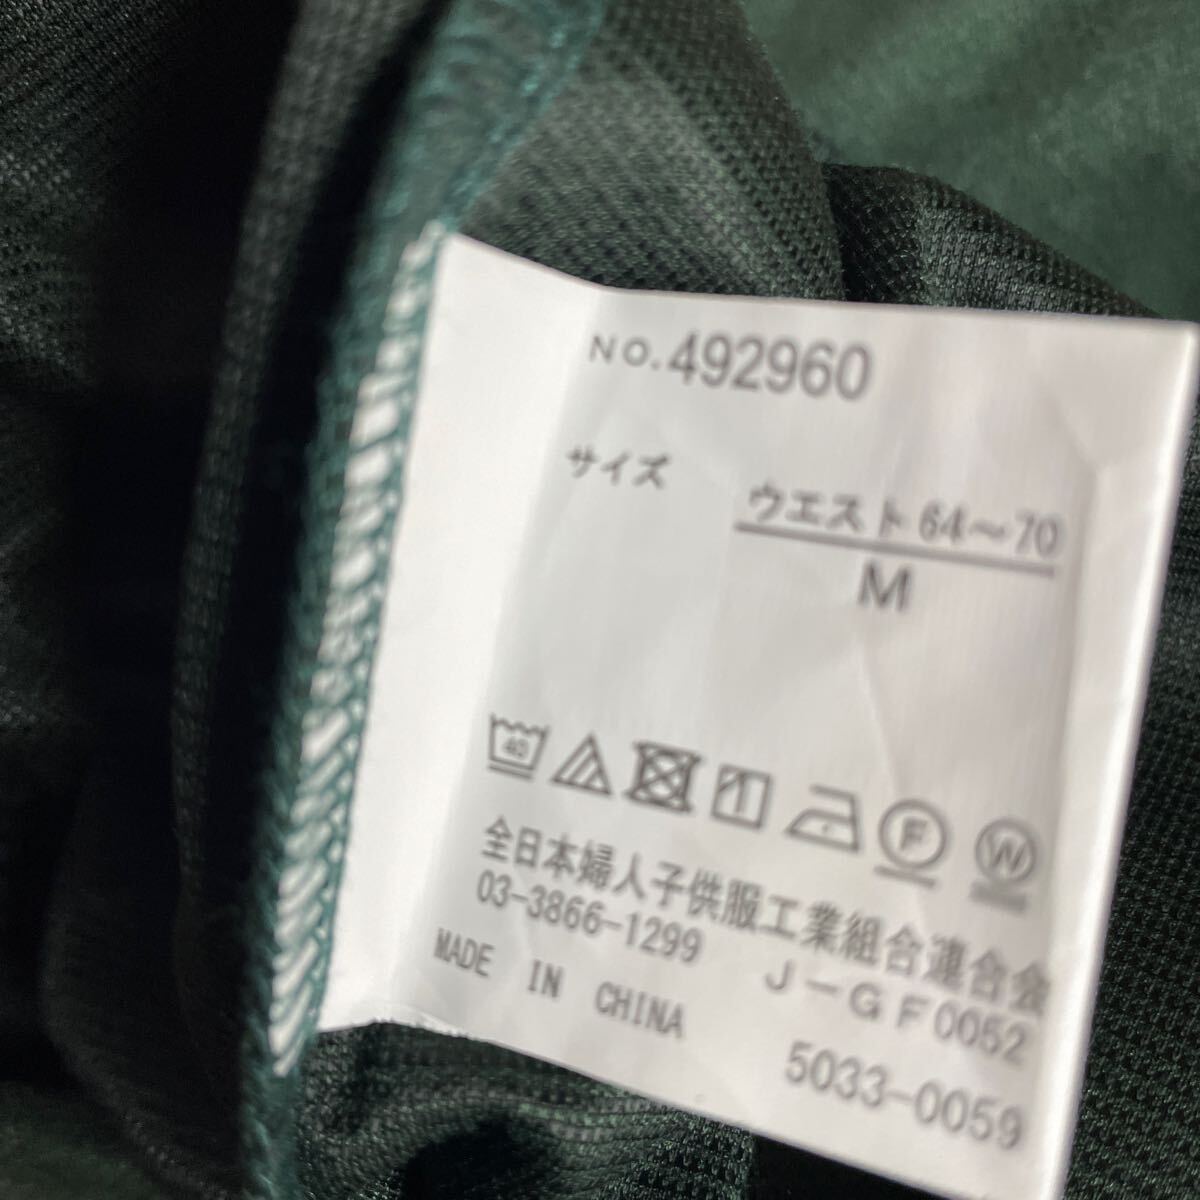 NO.492960
サイズ
ウエスト64〜70
M
40
F W
全日本婦人子供服工業組合連合会
03-3866-1299 J-GF0052
MADE IN CHINA
5033-0059